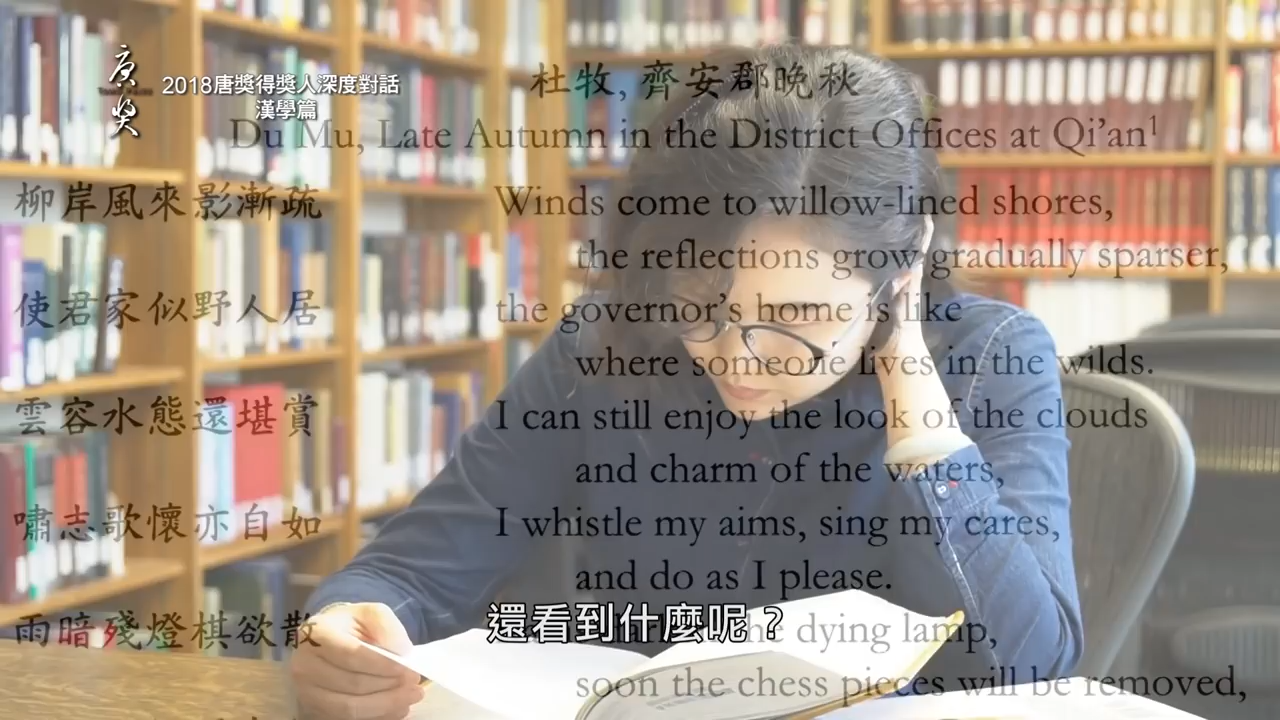 唐獎
2018唐獎得獎人深度對話
漢學篇
杜牧, 齊安郡晚秋
Du Mu, Late Autumn in the District Offices at Qi’an1
柳岸風來影漸疏
Winds come to willow-lined shores,
the reflections grow gradually sparser,
使君家似野人居
the governor’s home is like
where someone lives in the wilds.
雲容水態還堪賞
I can still enjoy the look of the clouds
and charm of the waters,
嘯志歌懷亦自如
I whistle my aims, sing my cares,
and do as I please.
雨暗殘燈棋欲散
the dying lamp,
soon the chess pieces will be removed,
還看到什麼呢？